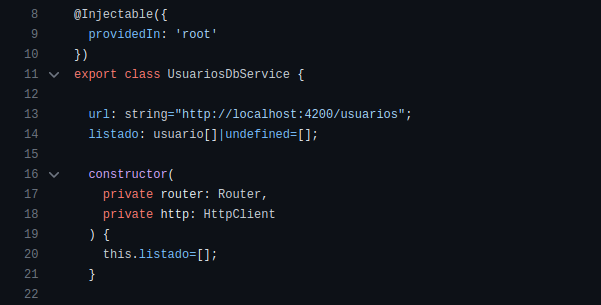 8 @Injectable({
9   providedIn: 'root'
10 })
11 export class UsuariosDbService {
12
13   url: string="http://localhost:4200/usuarios";
14   listado: usuario[]|undefined=[];
15
16   constructor(
17     private router: Router,
18     private http: HttpClient
19   ) {
20     this.listado=[];
21   }
22